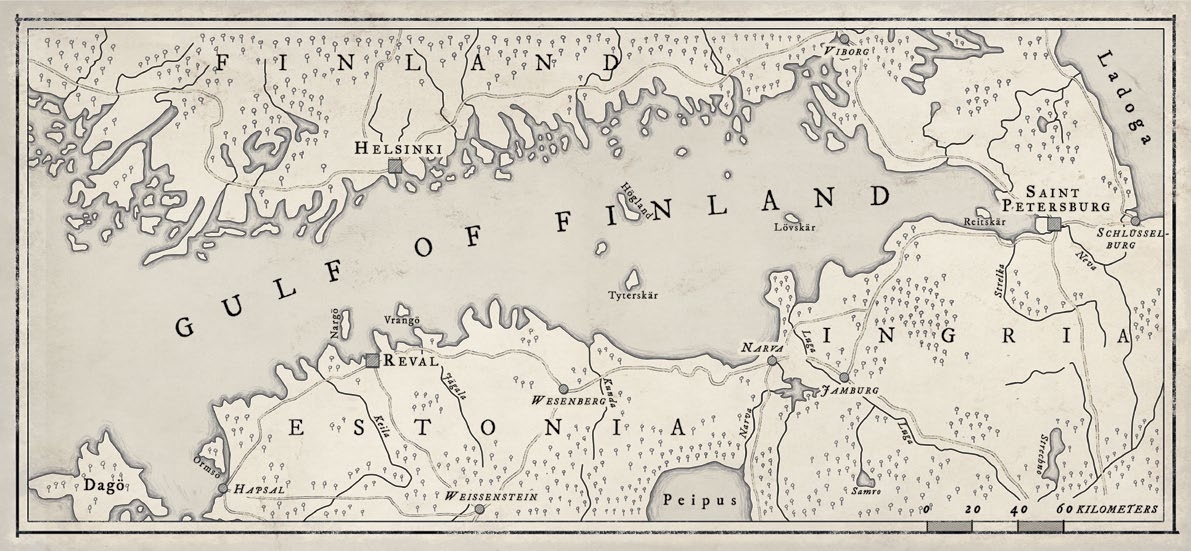 VIBORG
FINLAND
Ladoga
HELSINKI
SAINT
PETERSBURG
Högland
GULF OF FINLAND
Lövskär
Reitskär
SCHLÜSSEL-
BURG
Neva
Strelka
Tyterskär
Nargö
Vrangö
INGRIA
REVAL
NARVA
Luga
Jägala
WESENBERG
Kunda
JAMBURG
Keila
ESTONIA
Narva
Luga
Ormsö
Dagö
HAPSAL
WEISSENSTEIN
Peipus
Samro
0 20 40 60 KILOMETERS